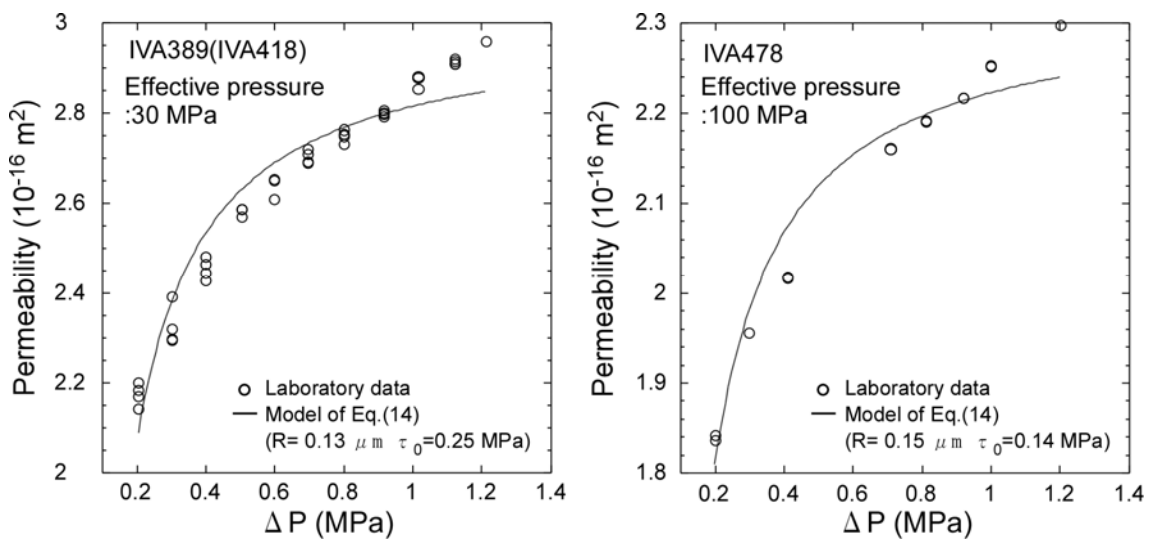 3
2.8
2.6
2.4
2.2
2
Permeability (10-16 m2)
IVA389(IVA418)
Effective pressure
:30 MPa
Laboratory data
Model of Eq.(14)
(R= 0.13 μm τ0=0.25 MPa)
0.2 0.4 0.6 0.8 1 1.2 1.4
Δ P (MPa)
2.3
2.2
2.1
2
1.9
1.8
Permeability (10-16 m2)
IVA478
Effective pressure
:100 MPa
Laboratory data
Model of Eq.(14)
(R= 0.15 μm τ0=0.14 MPa)
0.2 0.4 0.6 0.8 1 1.2 1.4
Δ P (MPa)